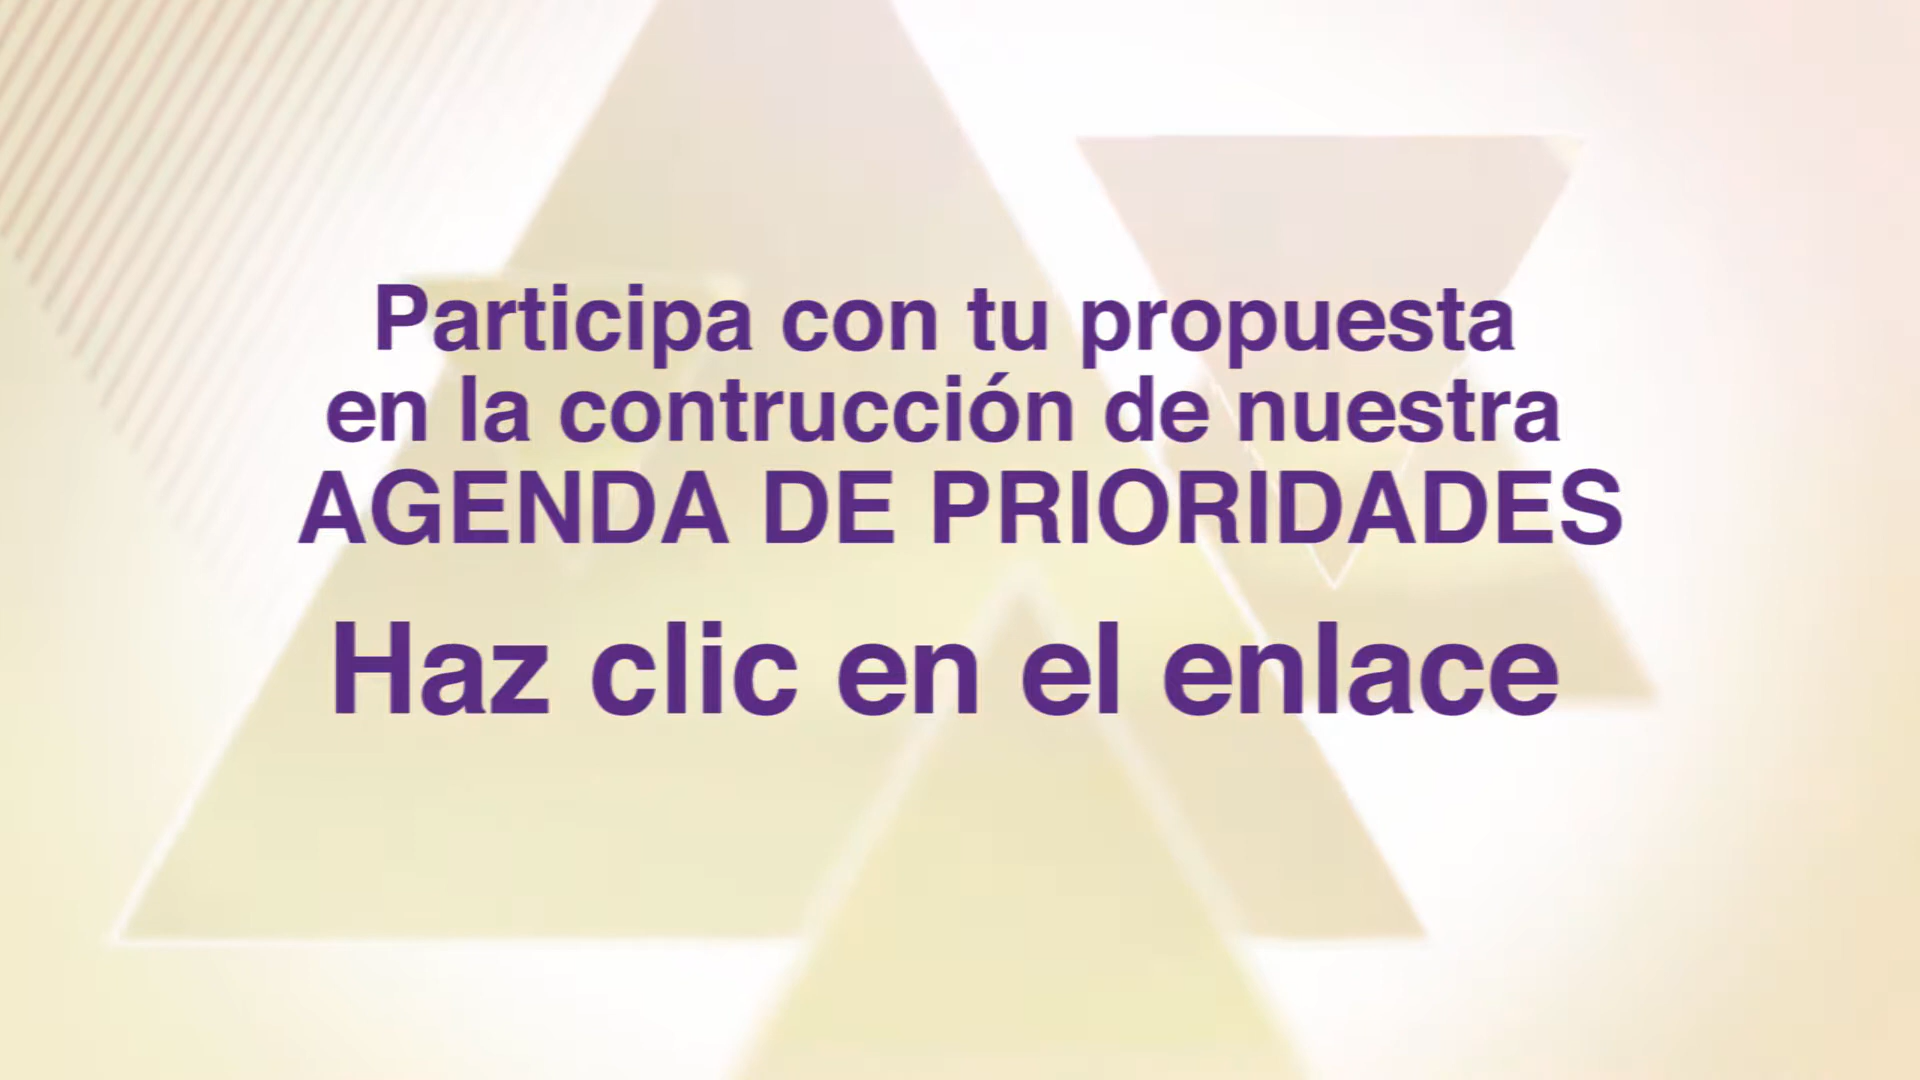 Participa con tu propuesta
en la contrucción de nuestra
AGENDA DE PRIORIDADES
Haz clic en el enlace